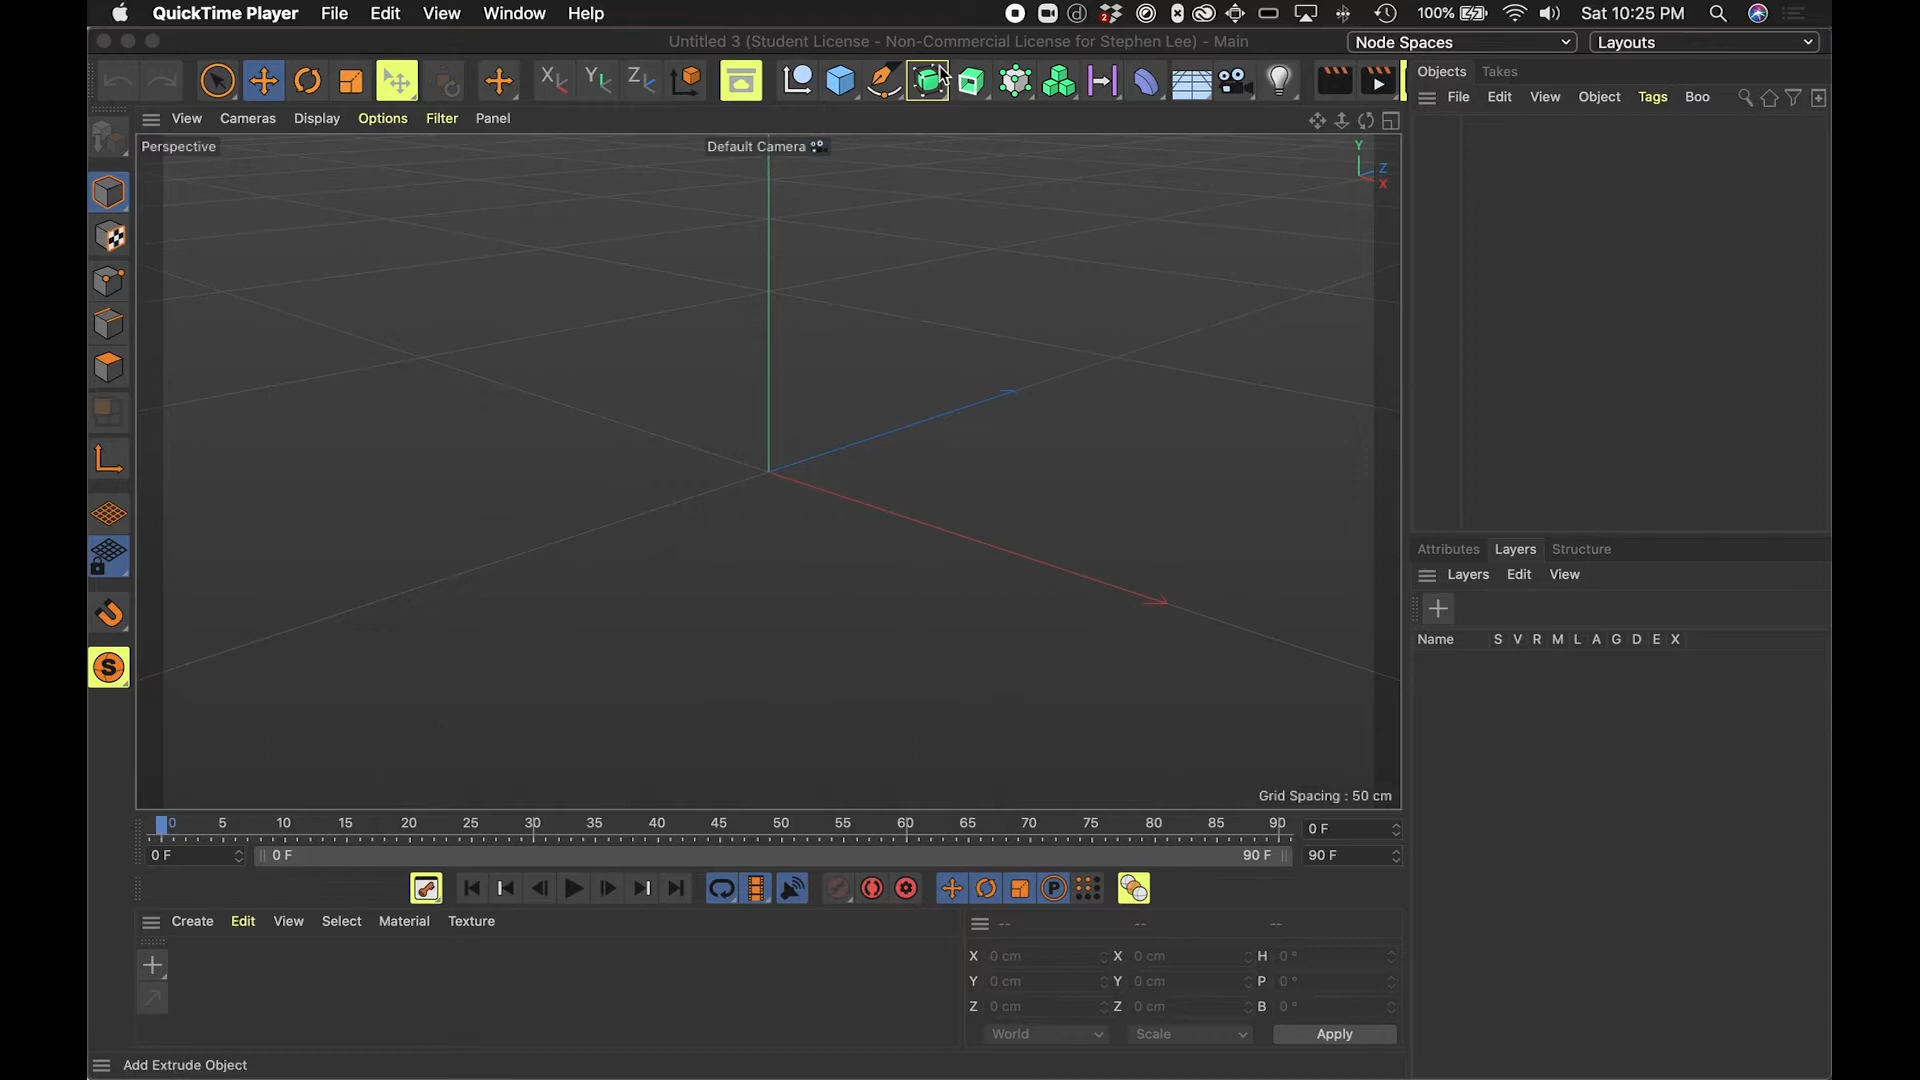 QuickTime Player File Edit View Window Help 2 100% Sat 10:25 PM
Untitled 3 (Student License - Non-Commercial License for Stephen Lee) - Main Node Spaces Layouts
X Y Z Objects Takes
File Edit View Object Tags Boo
View Cameras Display Options Filter Panel
Perspective Default Camera Y
Z
X
Attributes Layers Structure
Layers Edit View
Name S V R M L A G D E X
S
Grid Spacing : 50 cm
0 5 10 15 20 25 30 35 40 45 50 55 60 65 70 75 80 85 90 0 F
0 F 0 F 90 F 90 F
P
Create Edit View Select Material Texture -- -- --
X 0 cm X 0 cm H 0 °
Y 0 cm Y 0 cm P 0 °
Z 0 cm Z 0 cm B 0 °
World Scale Apply
Add Extrude Object